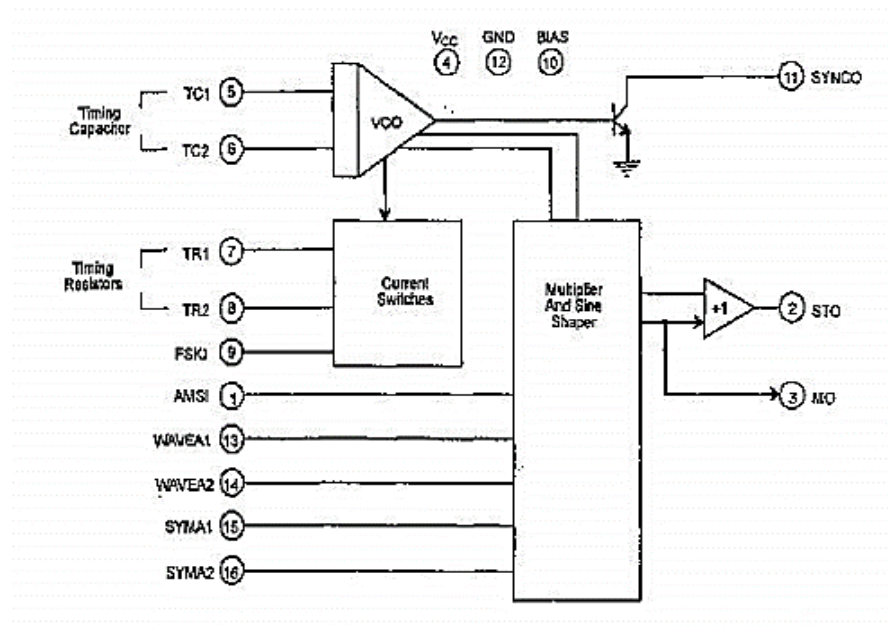 VCC GND BIAS
4 12 10
11 SYNCO
Timing
Capacitor
TC1 5
TC2 6
VCO
Timing
Resistors
TR1 7
TR2 8
FSKI 9
Current
Switches
Multiplier
And Sine
Shaper
+1
2 STO
3 MO
AMSI 1
WAVEA1 13
WAVEA2 14
SYMA1 15
SYMA2 16